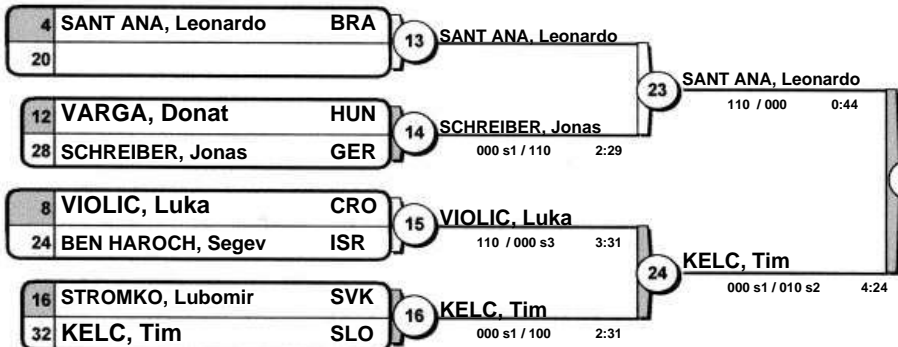 4 SANT ANA, Leonardo BRA
20
13 SANT ANA, Leonardo
12 VARGA, Donat HUN
28 SCHREIBER, Jonas GER
14 SCHREIBER, Jonas
000 s1 / 110 2:29
23 SANT ANA, Leonardo
110 / 000 0:44
8 VIOLIC, Luka CRO
24 BEN HAROCH, Segev ISR
15 VIOLIC, Luka
110 / 000 s3 3:31
16 STROMKO, Lubomir SVK
32 KELC, Tim SLO
16 KELC, Tim
000 s1 / 100 2:31
24 KELC, Tim
000 s1 / 010 s2 4:24